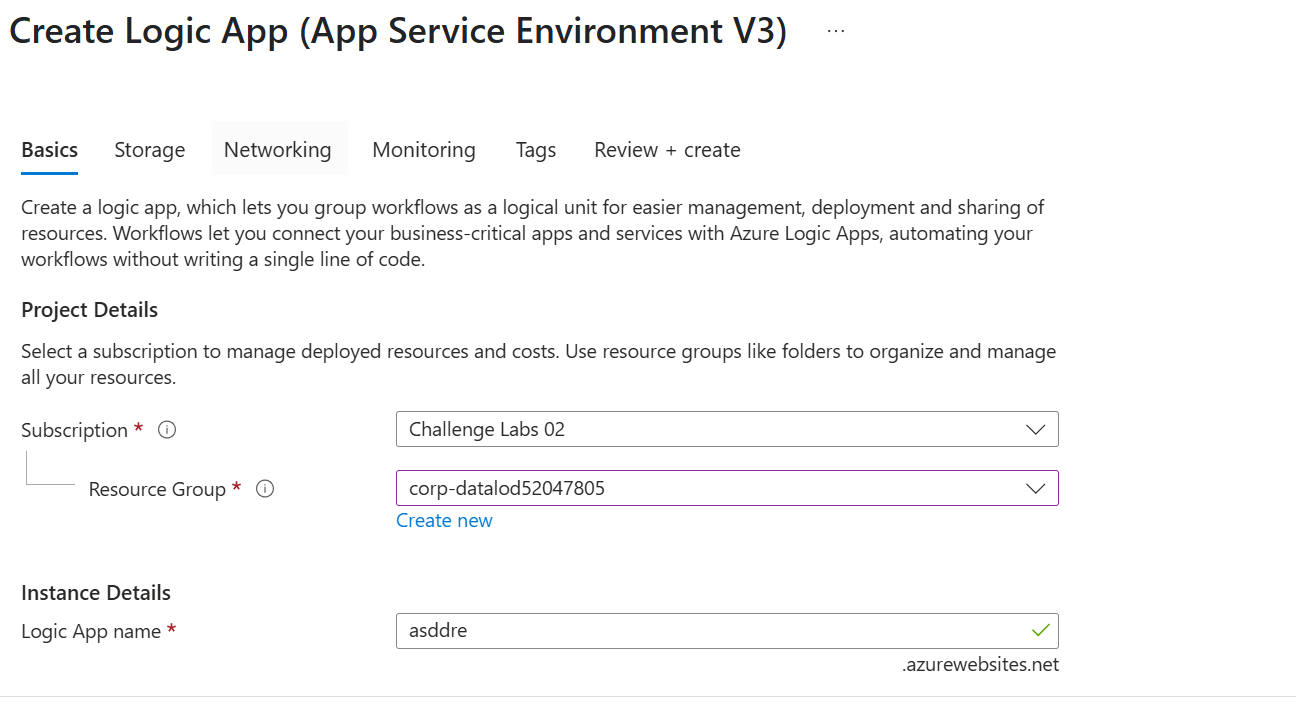 Create Logic App (App Service Environment V3) ...
Basics Storage Networking Monitoring Tags Review + create
Create a logic app, which lets you group workflows as a logical unit for easier management, deployment and sharing of
resources. Workflows let you connect your business-critical apps and services with Azure Logic Apps, automating your
workflows without writing a single line of code.
Project Details
Select a subscription to manage deployed resources and costs. Use resource groups like folders to organize and manage
all your resources.
Subscription * Challenge Labs 02
Resource Group * corp-datalod52047805
Create new
Instance Details
Logic App name * asddre
.azurewebsites.net